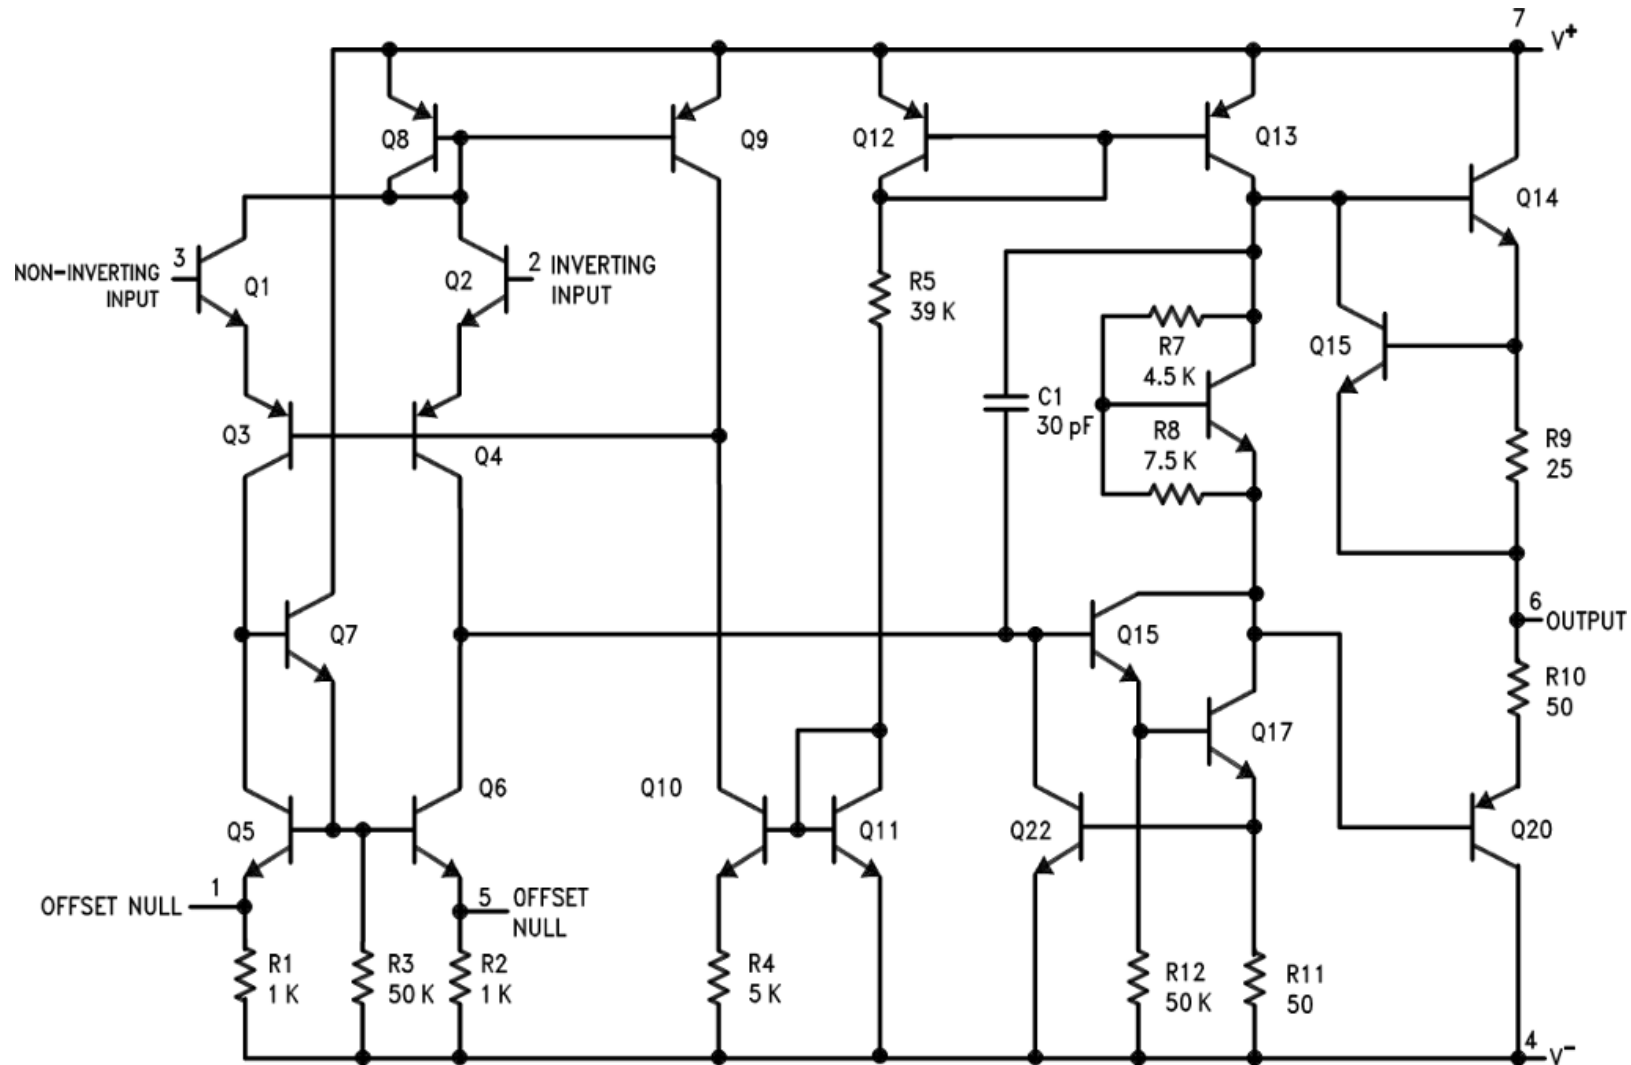 7
V+
Q8
Q9
Q12
Q13
Q14
3
NON-INVERTING
INPUT
Q1
Q2
2 INVERTING
INPUT
R5
39 K
Q15
R7
4.5 K
C1
30 pF
R8
7.5 K
Q3
Q4
R9
25
6
OUTPUT
Q7
Q15
R10
50
Q17
Q10
Q6
Q5
Q11
Q22
Q20
1
OFFSET NULL
5 OFFSET
NULL
R1
1 K
R3
50 K
R2
1 K
R4
5 K
R12
50 K
R11
50
4
V-